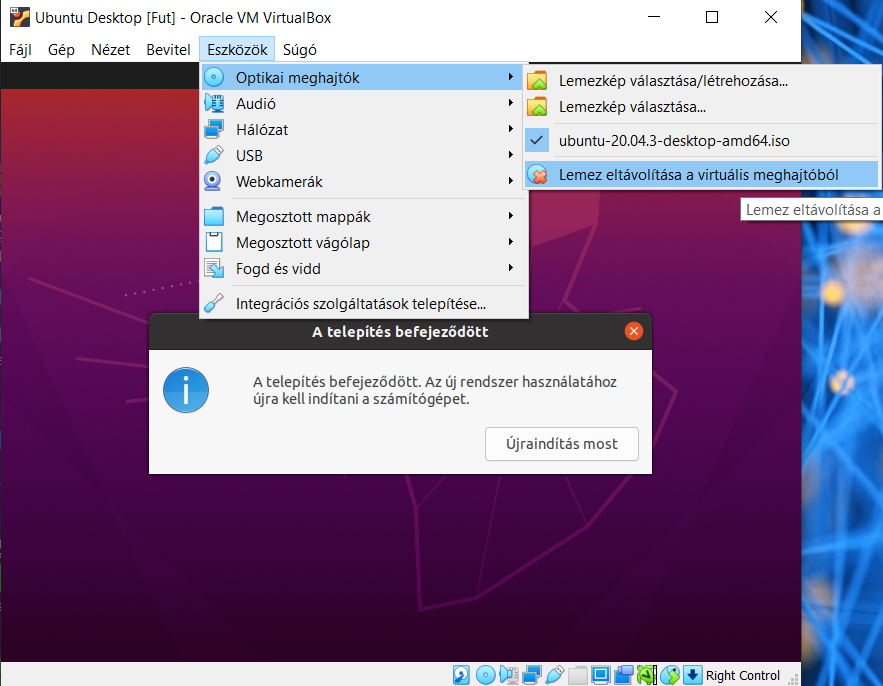 Ubuntu Desktop [Fut] - Oracle VM VirtualBox
Fájl Gép Nézet Bevitel Eszközök Súgó
Optikai meghajtók
Audió
Hálózat
USB
Webkamerák
Megosztott mappák
Megosztott vágólap
Fogd és vidd
Integrációs szolgáltatások telepítése...
Lemezkép választása/létrehozása...
Lemezkép választása...
ubuntu-20.04.3-desktop-amd64.iso
Lemez eltávolítása a virtuális meghajtóból
Lemez eltávolítása a
A telepítés befejeződött
A telepítés befejeződött. Az új rendszer használatához
újra kell indítani a számítógépet.
Újraindítás most
Right Control